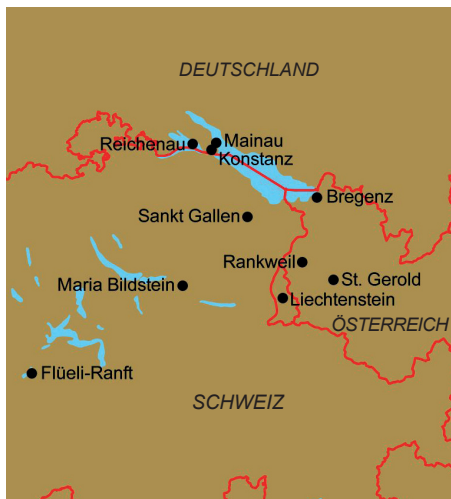 DEUTSCHLAND
Mainau
Reichenau
Konstanz
Bregenz
Sankt Gallen
Rankweil
St. Gerold
Maria Bildstein
Liechtenstein
ÖSTERREICH
Flüeli-Ranft
SCHWEIZ